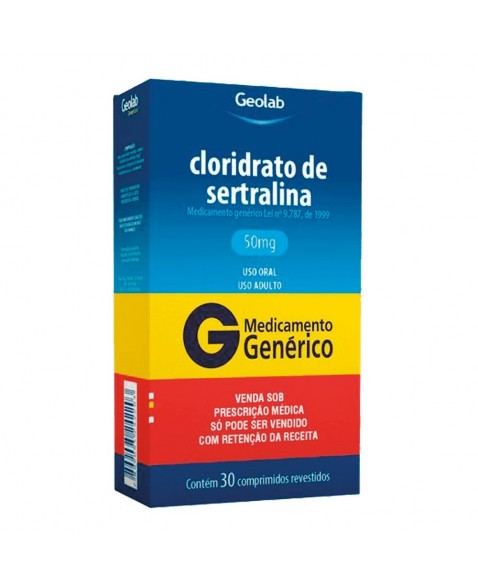 Geolab
cloridrato de
sertralina
Medicamento genérico Lei nº 9.787, de 1999
50mg
USO ORAL
USO ADULTO
G Medicamento
Genérico
VENDA SOB
PRESCRIÇÃO MÉDICA
SÓ PODE SER VENDIDO
COM RETENÇÃO DA RECEITA
Contém 30 comprimidos revestidos
Geolab